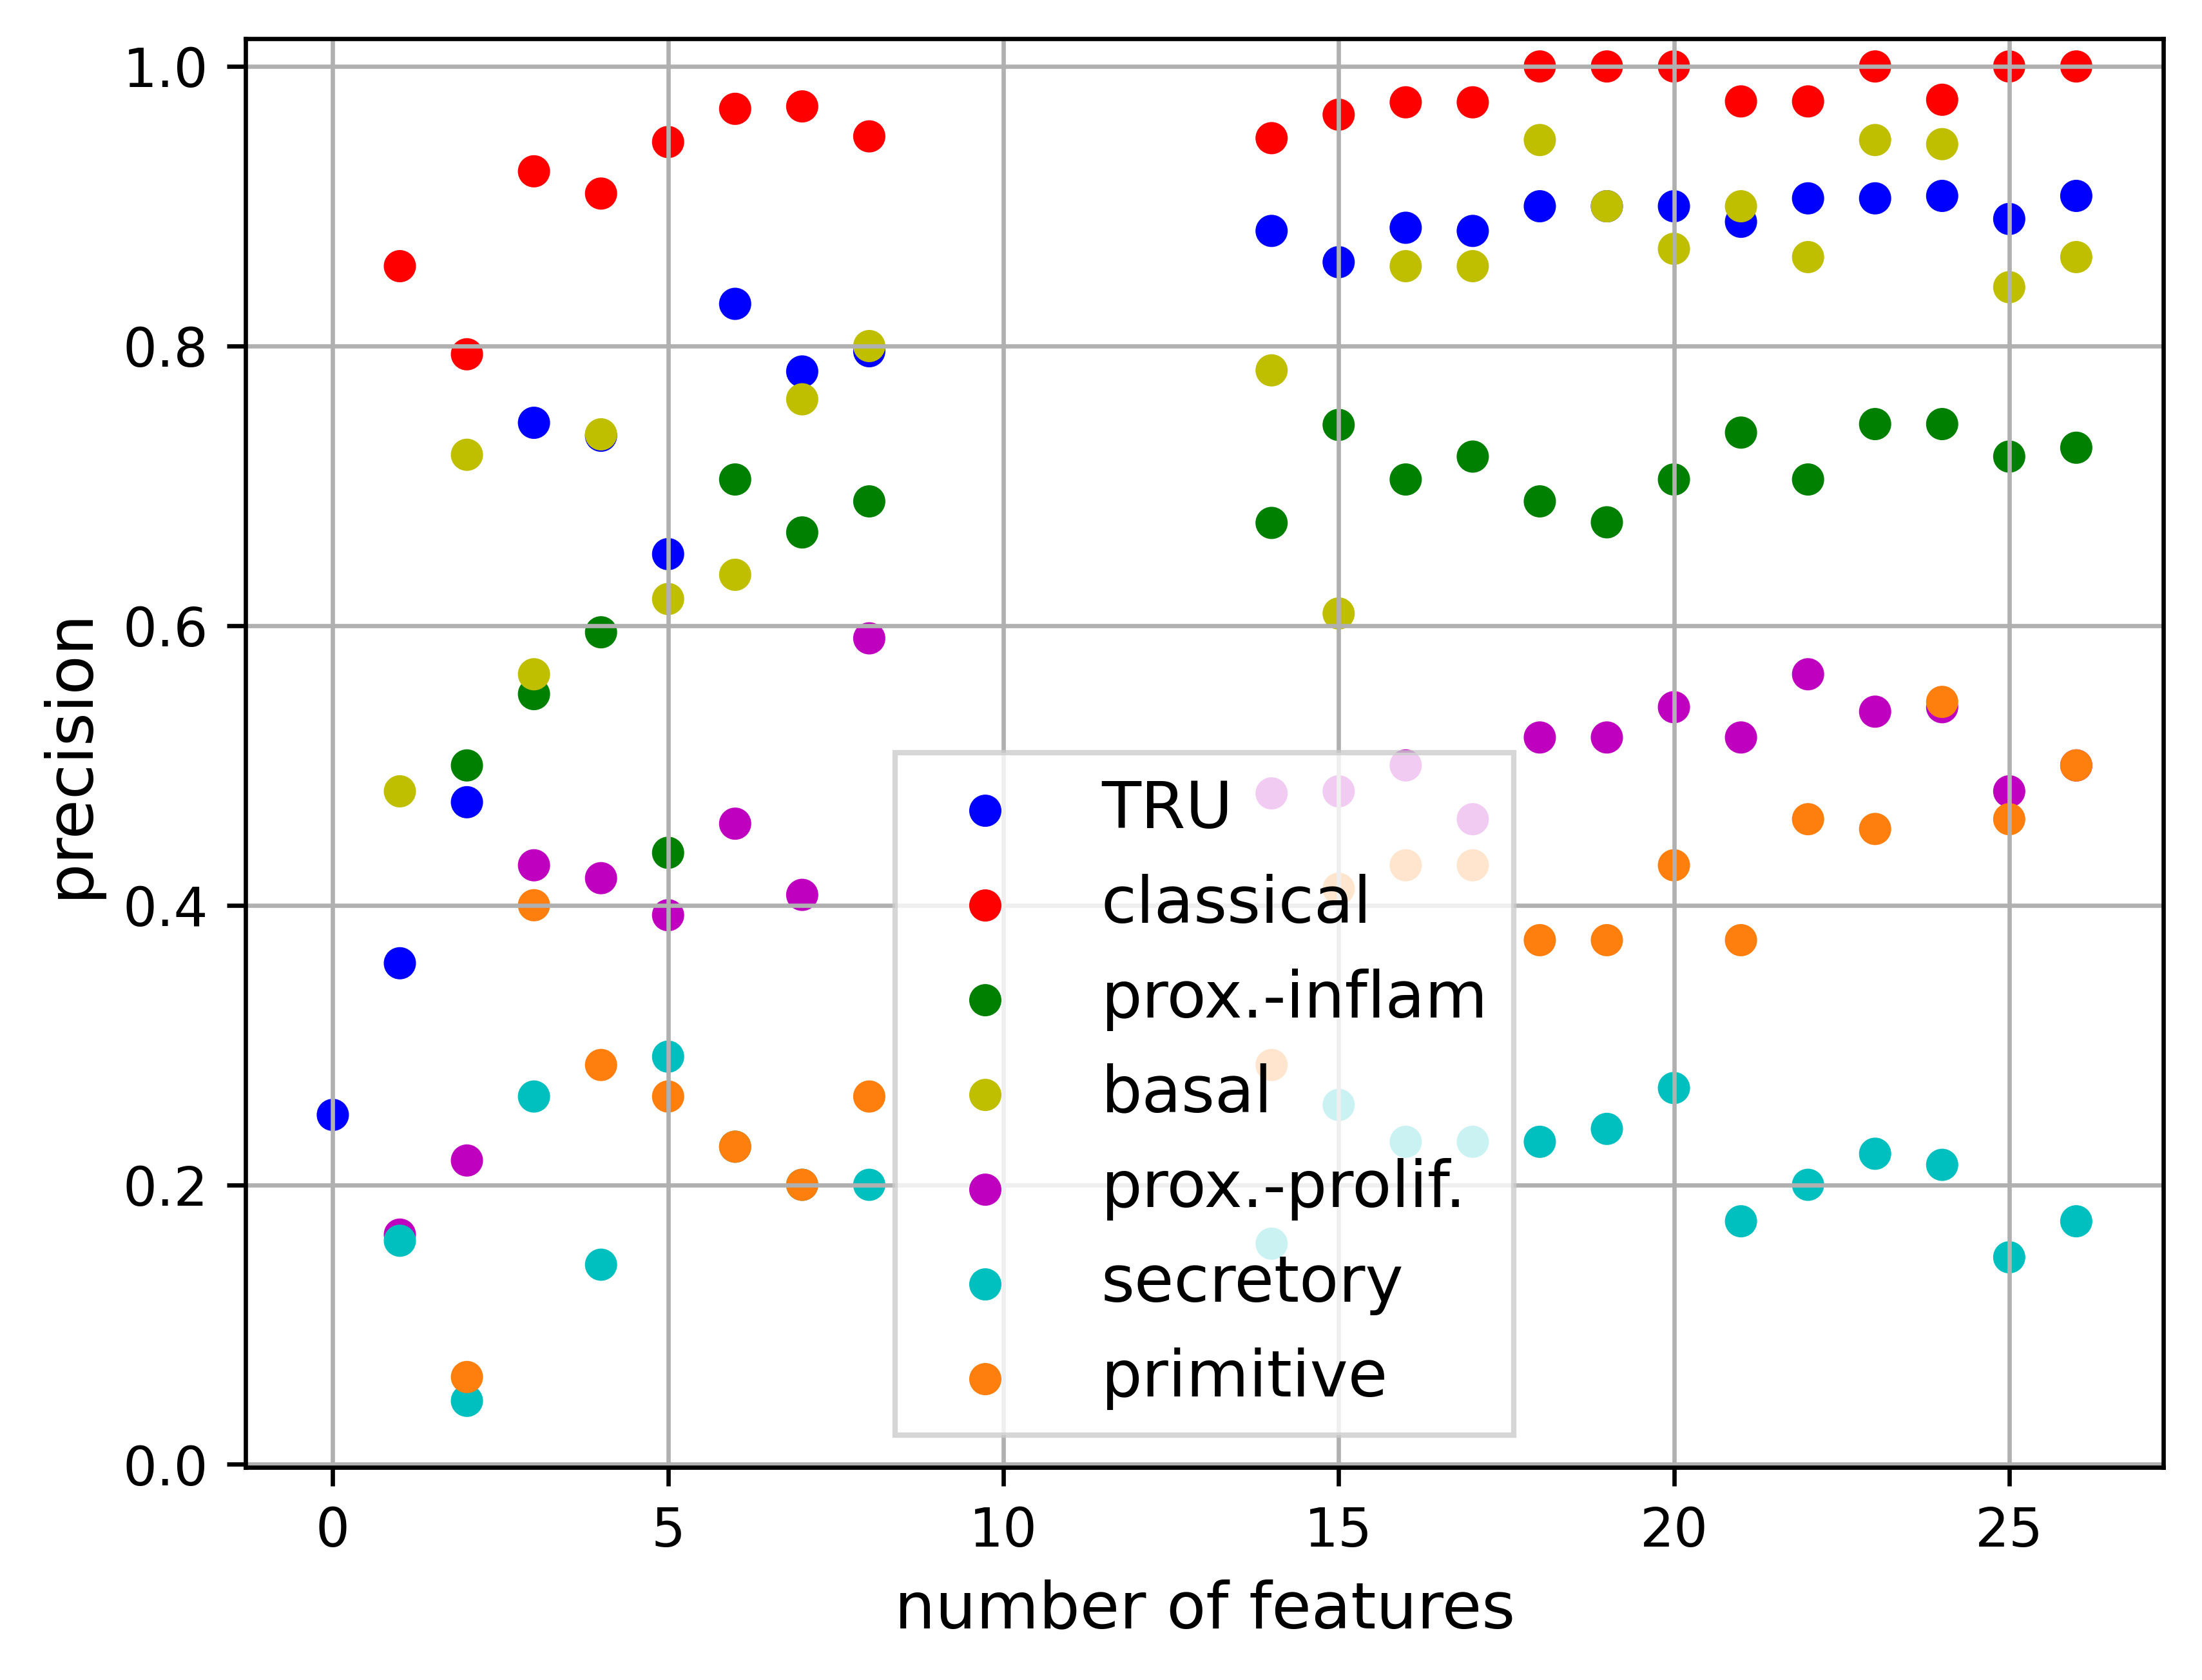 1.0
0.8
0.6
0.4
0.2
0.0
precision
TRU
classical
prox.-inflam
basal
prox.-prolif.
secretory
primitive
0 5 10 15 20 25
number of features